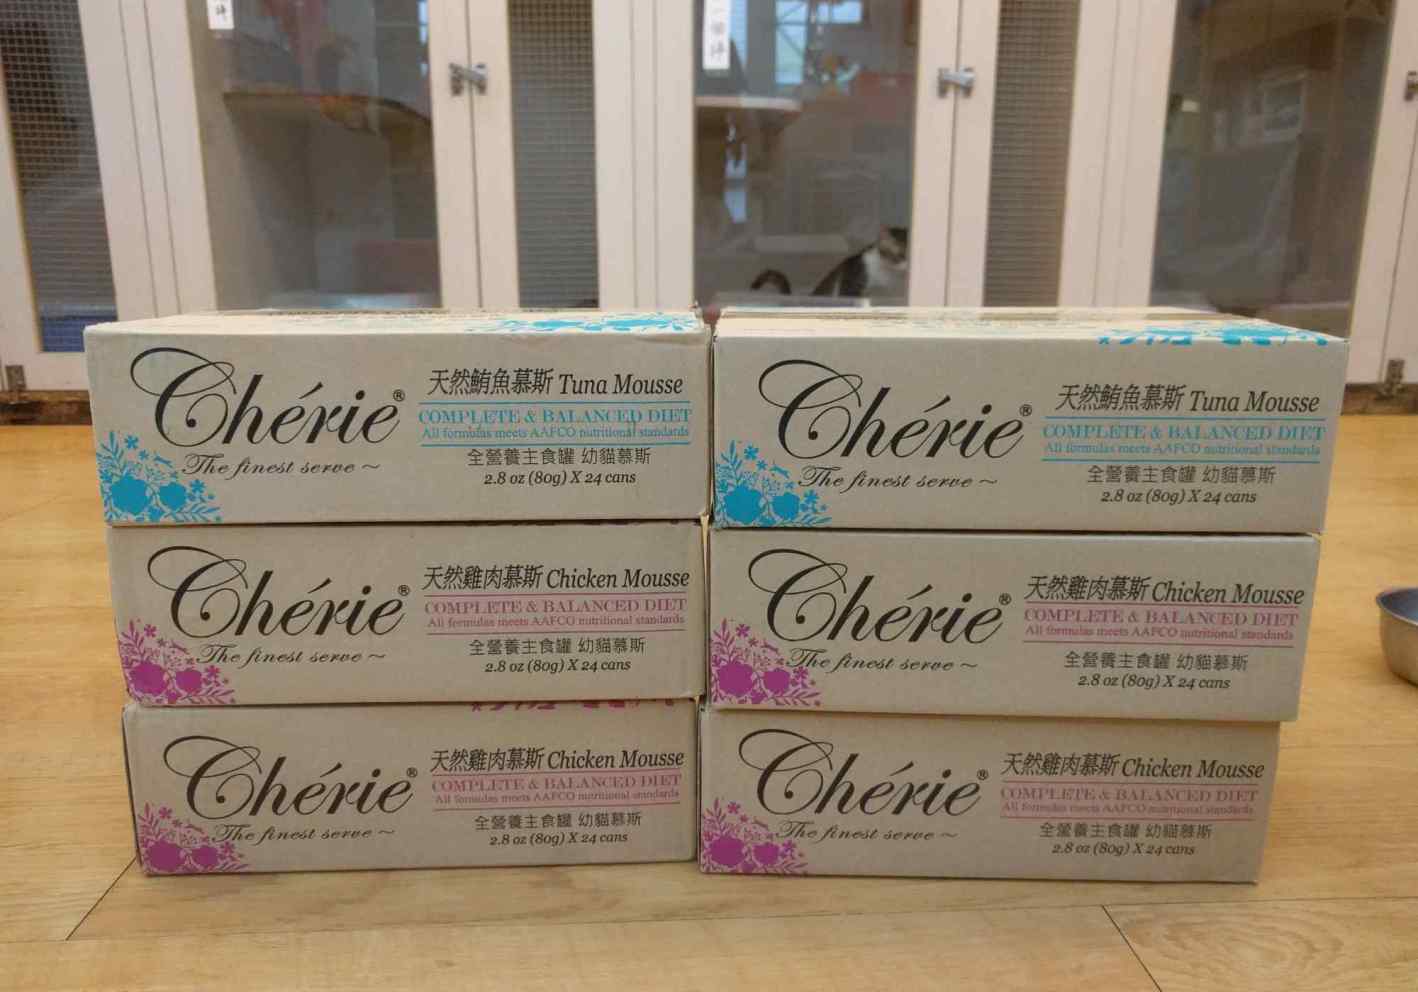 一個捧
Chérie®
The finest serve ~
天然鮪魚慕斯 Tuna Mousse
COMPLETE & BALANCED DIET
All formulas meets AAFCO nutritional standards
全營養主食罐 幼貓慕斯
2.8 oz (80g) X 24 cans
Chérie®
The finest serve ~
天然鮪魚慕斯 Tuna Mousse
COMPLETE & BALANCED DIET
All formulas meets AAFCO nutritional standards
全營養主食罐 幼貓慕斯
2.8 oz (80g) X 24 cans
Chérie®
The finest serve ~
天然雞肉慕斯 Chicken Mousse
COMPLETE & BALANCED DIET
All formulas meets AAFCO nutritional standards
全營養主食罐 幼貓慕斯
2.8 oz (80g) X 24 cans
Chérie®
The finest serve ~
天然雞肉慕斯 Chicken Mousse
COMPLETE & BALANCED DIET
All formulas meets AAFCO nutritional standards
全營養主食罐 幼貓慕斯
2.8 oz (80g) X 24 cans
Chérie®
The finest serve ~
天然雞肉慕斯 Chicken Mousse
COMPLETE & BALANCED DIET
All formulas meets AAFCO nutritional standards
全營養主食罐 幼貓慕斯
2.8 oz (80g) X 24 cans
Chérie®
The finest serve ~
天然雞肉慕斯 Chicken Mousse
COMPLETE & BALANCED DIET
All formulas meets AAFCO nutritional standards
全營養主食罐 幼貓慕斯
2.8 oz (80g) X 24 cans